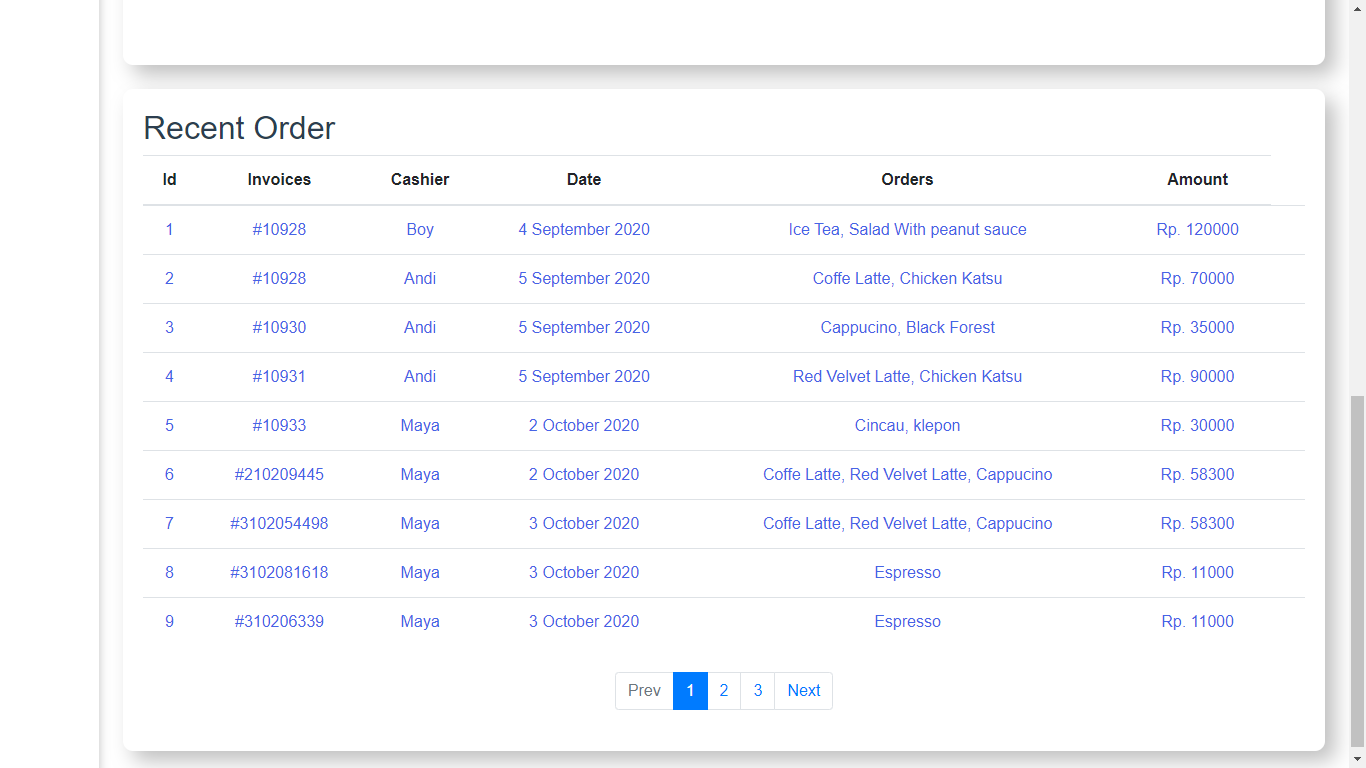 Recent Order
Id Invoices Cashier Date Orders Amount
1 #10928 Boy 4 September 2020 Ice Tea, Salad With peanut sauce Rp. 120000
2 #10928 Andi 5 September 2020 Coffe Latte, Chicken Katsu Rp. 70000
3 #10930 Andi 5 September 2020 Cappucino, Black Forest Rp. 35000
4 #10931 Andi 5 September 2020 Red Velvet Latte, Chicken Katsu Rp. 90000
5 #10933 Maya 2 October 2020 Cincau, klepon Rp. 30000
6 #210209445 Maya 2 October 2020 Coffe Latte, Red Velvet Latte, Cappucino Rp. 58300
7 #3102054498 Maya 3 October 2020 Coffe Latte, Red Velvet Latte, Cappucino Rp. 58300
8 #3102081618 Maya 3 October 2020 Espresso Rp. 11000
9 #310206339 Maya 3 October 2020 Espresso Rp. 11000
Prev 1 2 3 Next